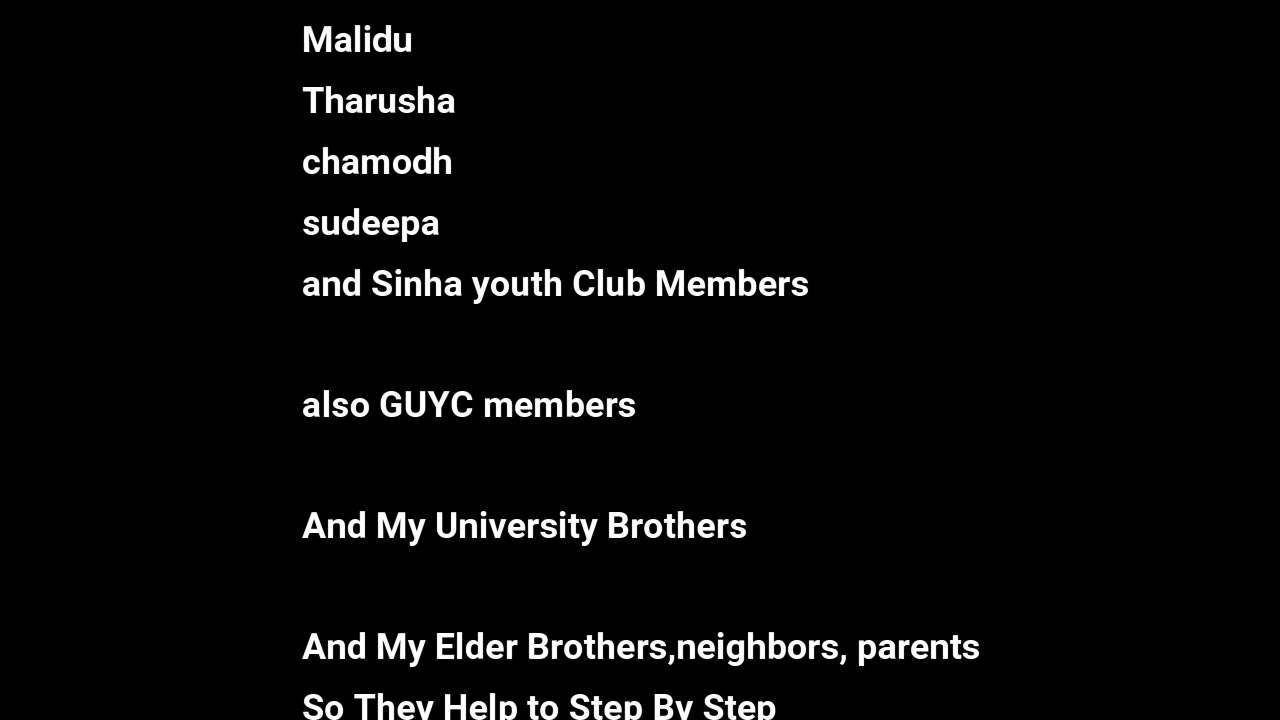 Malidu
Tharusha
chamodh
sudeepa
and Sinha youth Club Members
also GUYC members
And My University Brothers
And My Elder Brothers,neighbors, parents
So They Help to Step By Step